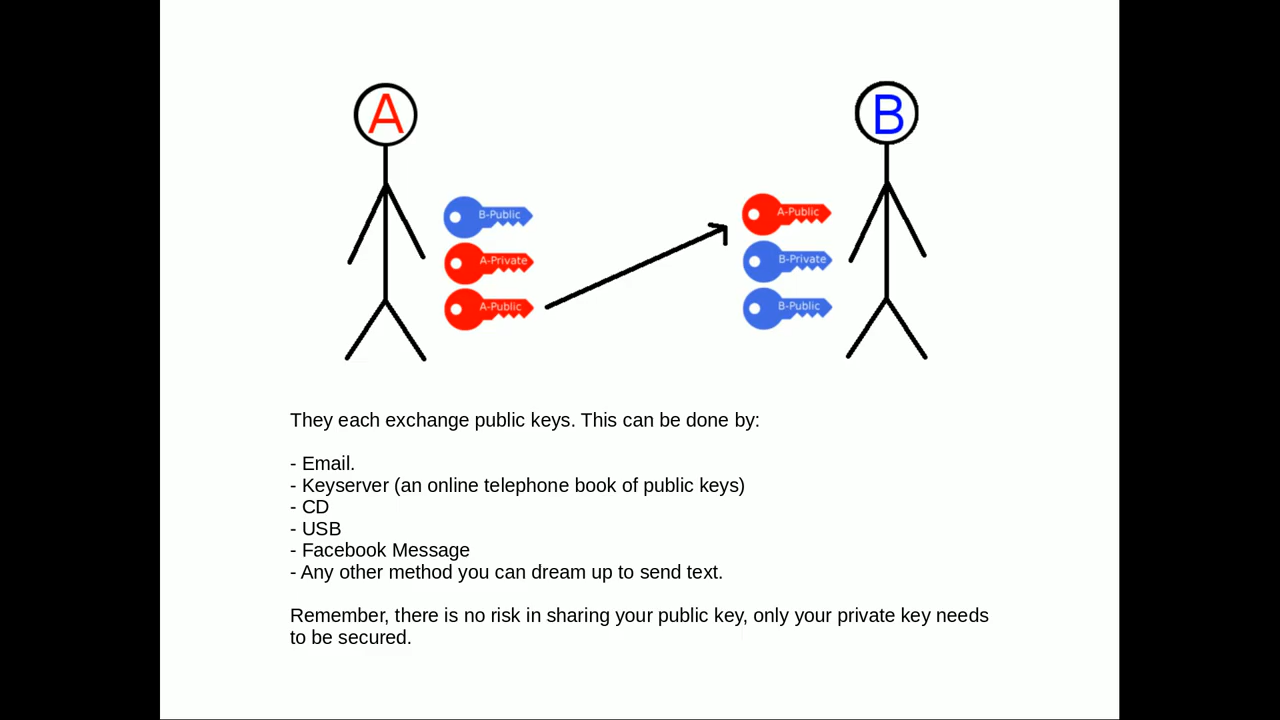 A
B
B-Public
A-Private
A-Public
A-Public
B-Private
B-Public
They each exchange public keys. This can be done by:
- Email.
- Keyserver (an online telephone book of public keys)
- CD
- USB
- Facebook Message
- Any other method you can dream up to send text.
Remember, there is no risk in sharing your public key, only your private key needs
to be secured.